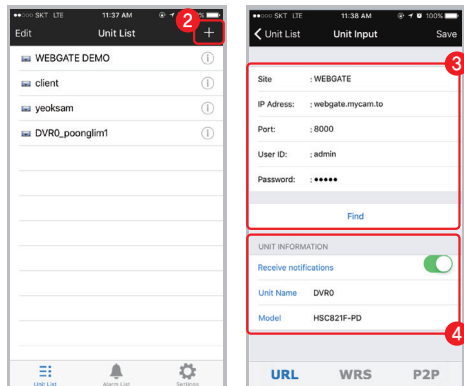 ●●○○○ SKT LTE 11:37 AM
2
Edit Unit List +
WEBGATE DEMO
client
yeoksam
DVR0_poonglim1
Unit List Alarm List Settings
●●○○○ SKT LTE 11:38 AM 100%
Unit List Unit Input Save
3
Site : WEBGATE
IP Adress: : webgate.mycam.to
Port: : 8000
User ID: : admin
Password: : ●●●●●
Find
UNIT INFORMATION
Receive notifications
Unit Name DVR0
Model HSC821F-PD
4
URL WRS P2P